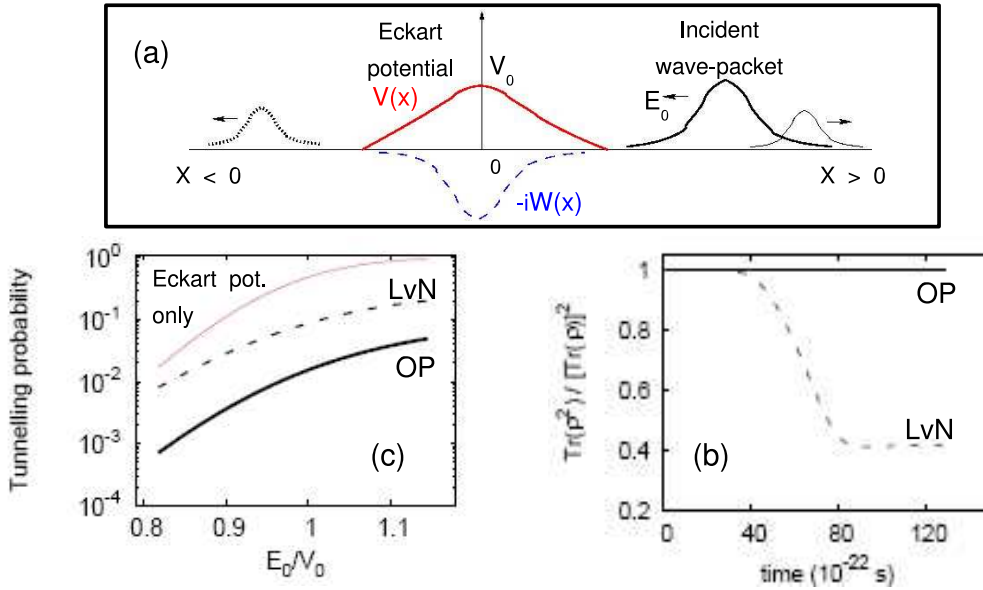 (a)
Eckart
potential
V(x)
V0
Incident
wave-packet
E0
0
X < 0
X > 0
-iW(x)
Tunnelling probability
10^0
10^-1
10^-2
10^-3
10^-4
Eckart pot.
only
LvN
OP
(c)
0.8 0.9 1 1.1
E0/V0
Tr(ρ^2) / [Tr(ρ)]^2
1
0.8
0.6
0.4
0.2
OP
LvN
(b)
0 40 80 120
time (10^-22 s)